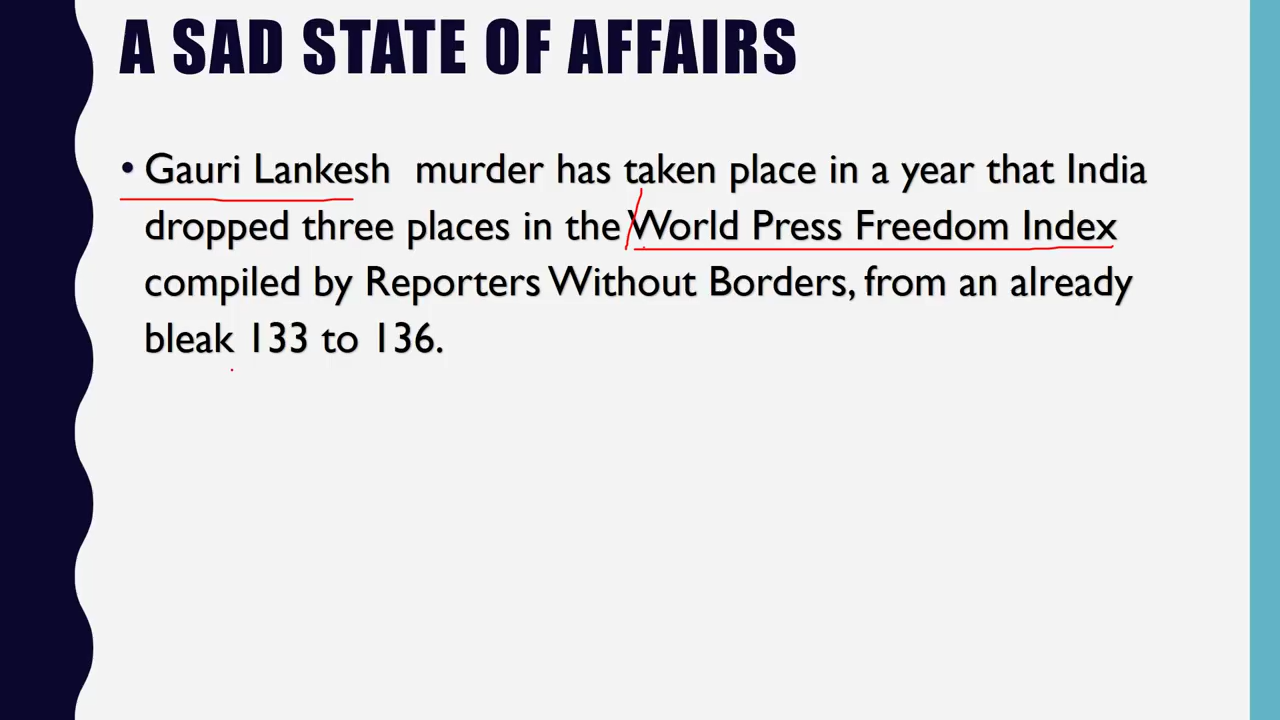 A SAD STATE OF AFFAIRS
• Gauri Lankesh murder has taken place in a year that India
dropped three places in the World Press Freedom Index
compiled by Reporters Without Borders, from an already
bleak 133 to 136.